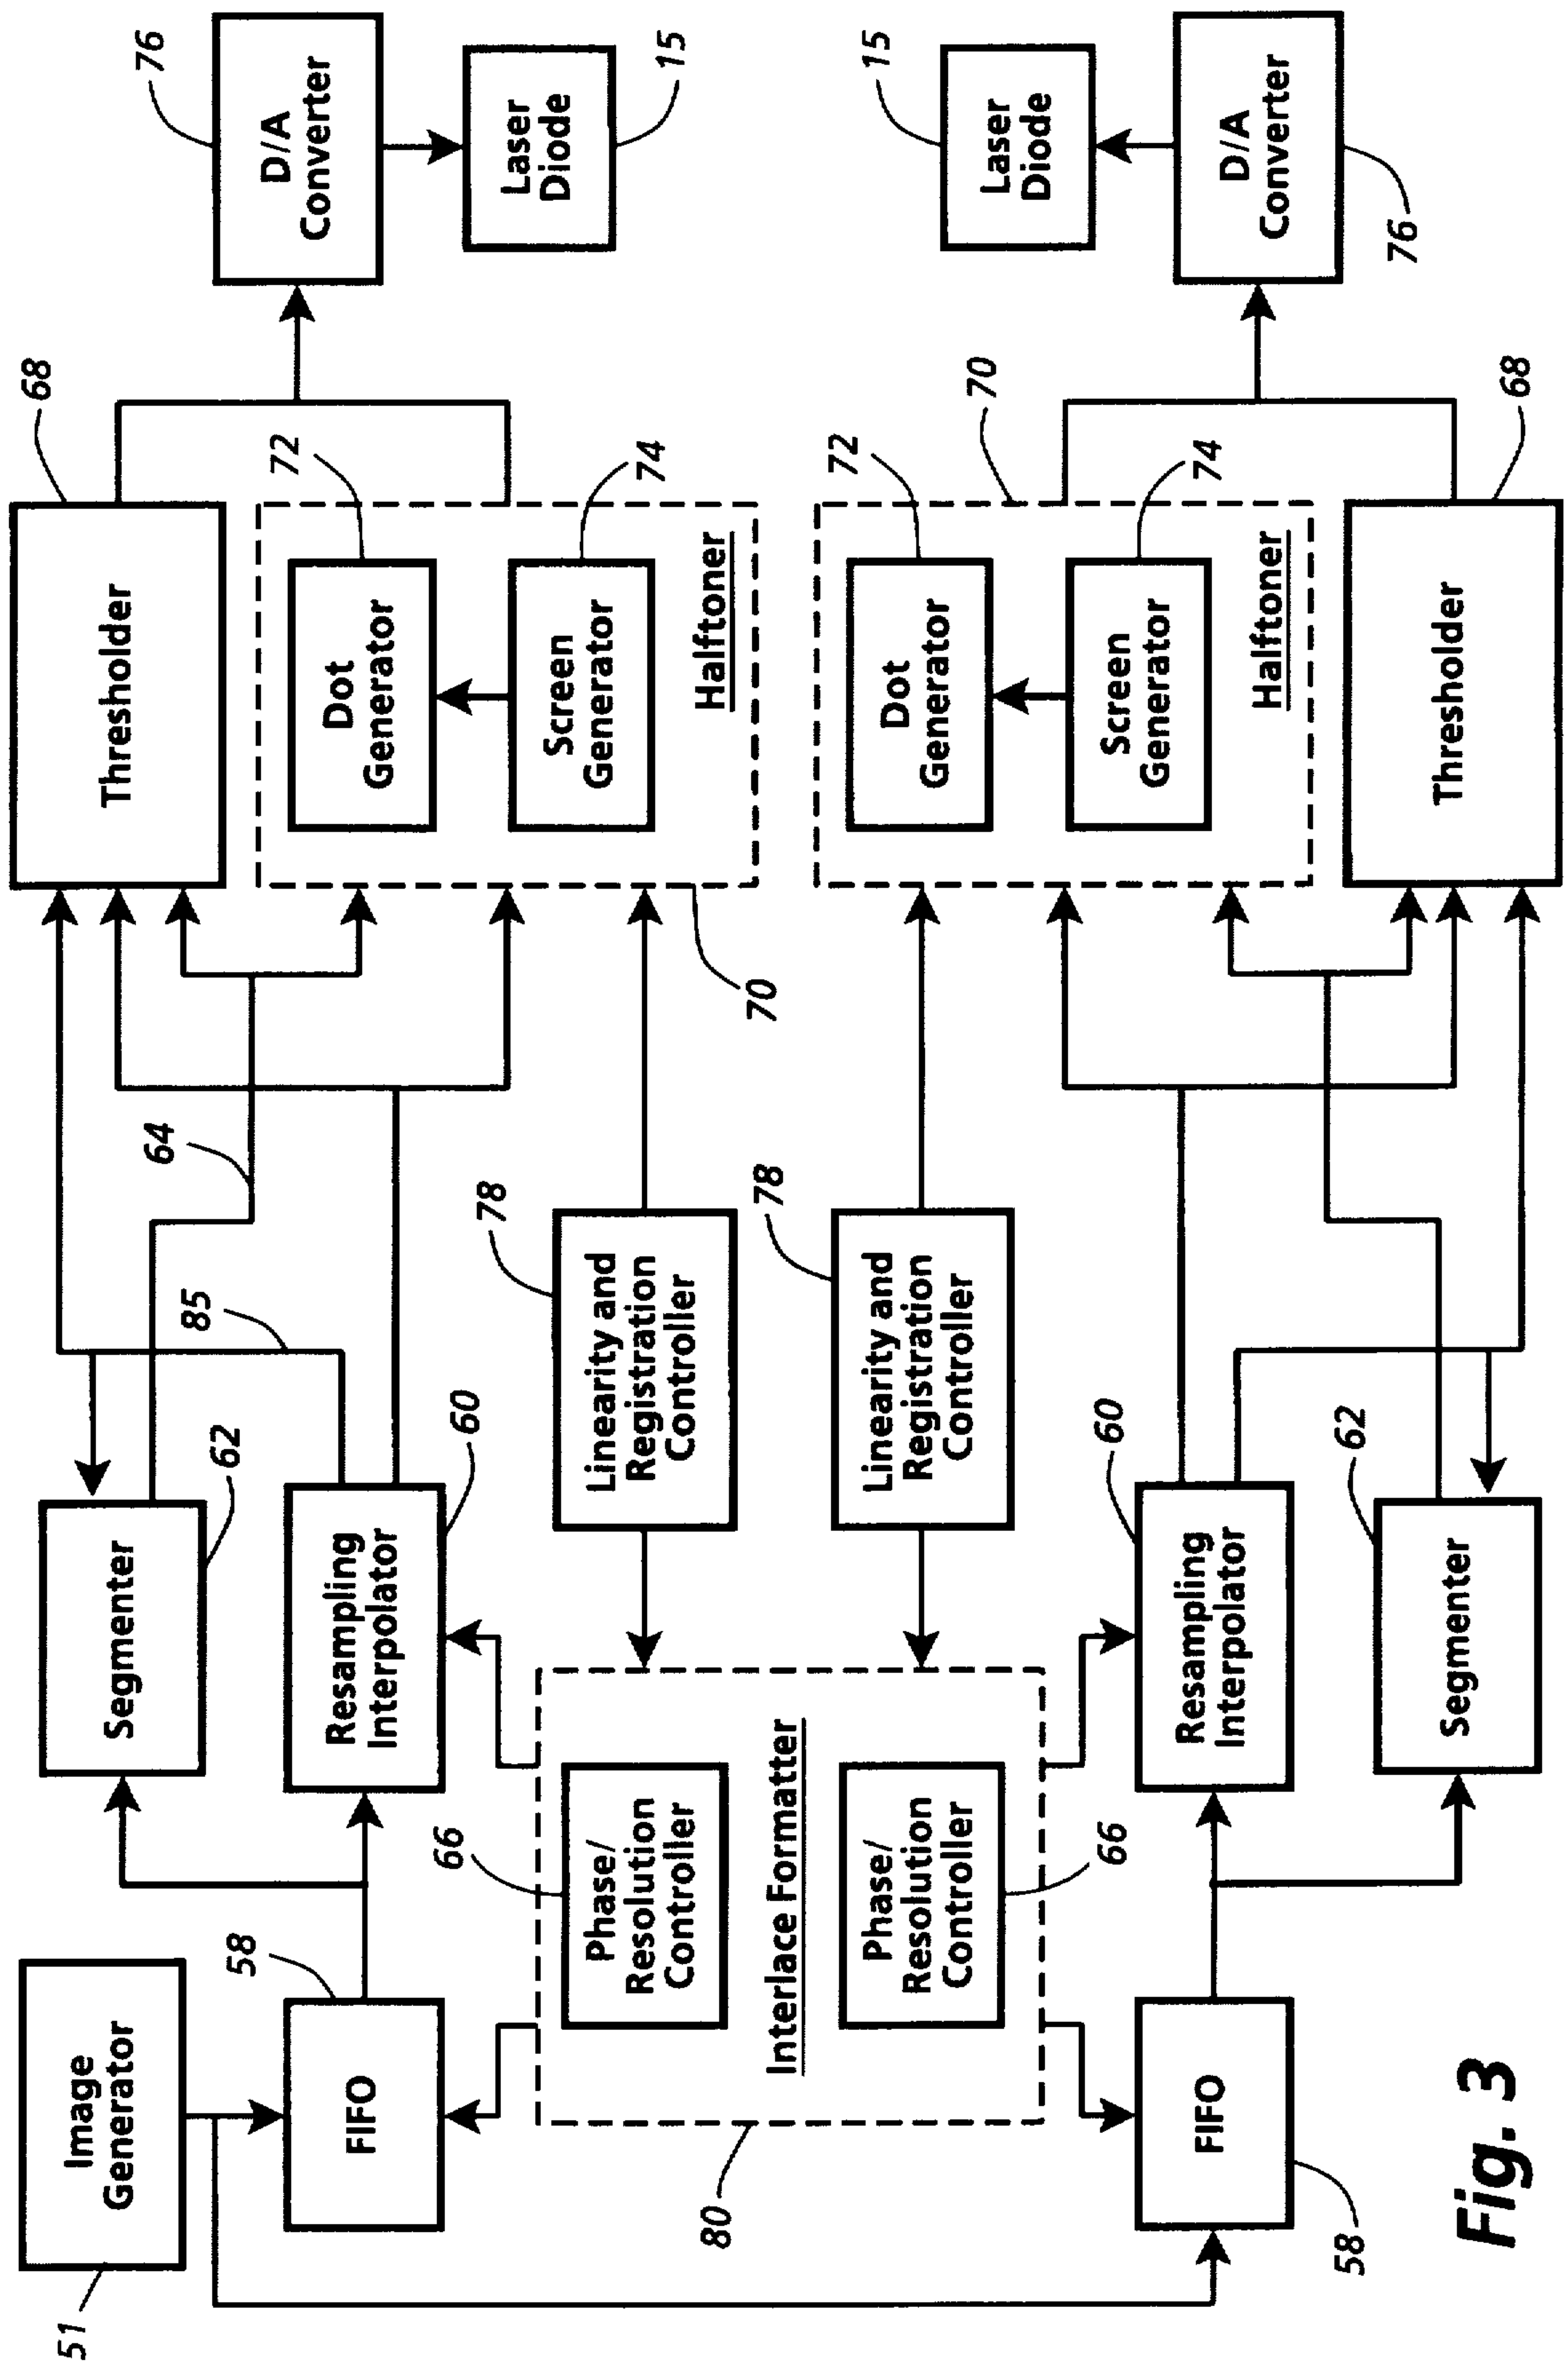 51
Image
Generator
58
FIFO
Segmenter
62
Resampling
Interpolator
60
85
64
Thresholder
68
72
Dot
Generator
Screen
Generator
74
Halftoner
70
76
D/A
Converter
Laser
Diode
15
78
Linearity and
Registration
Controller
66
Phase/
Resolution
Controller
Interlace Formatter
80
Phase/
Resolution
Controller
66
78
Linearity and
Registration
Controller
FIFO
58
60
Resampling
Interpolator
62
Segmenter
70
72
Dot
Generator
Screen
Generator
74
Halftoner
Thresholder
68
15
Laser
Diode
D/A
Converter
76
Fig. 3